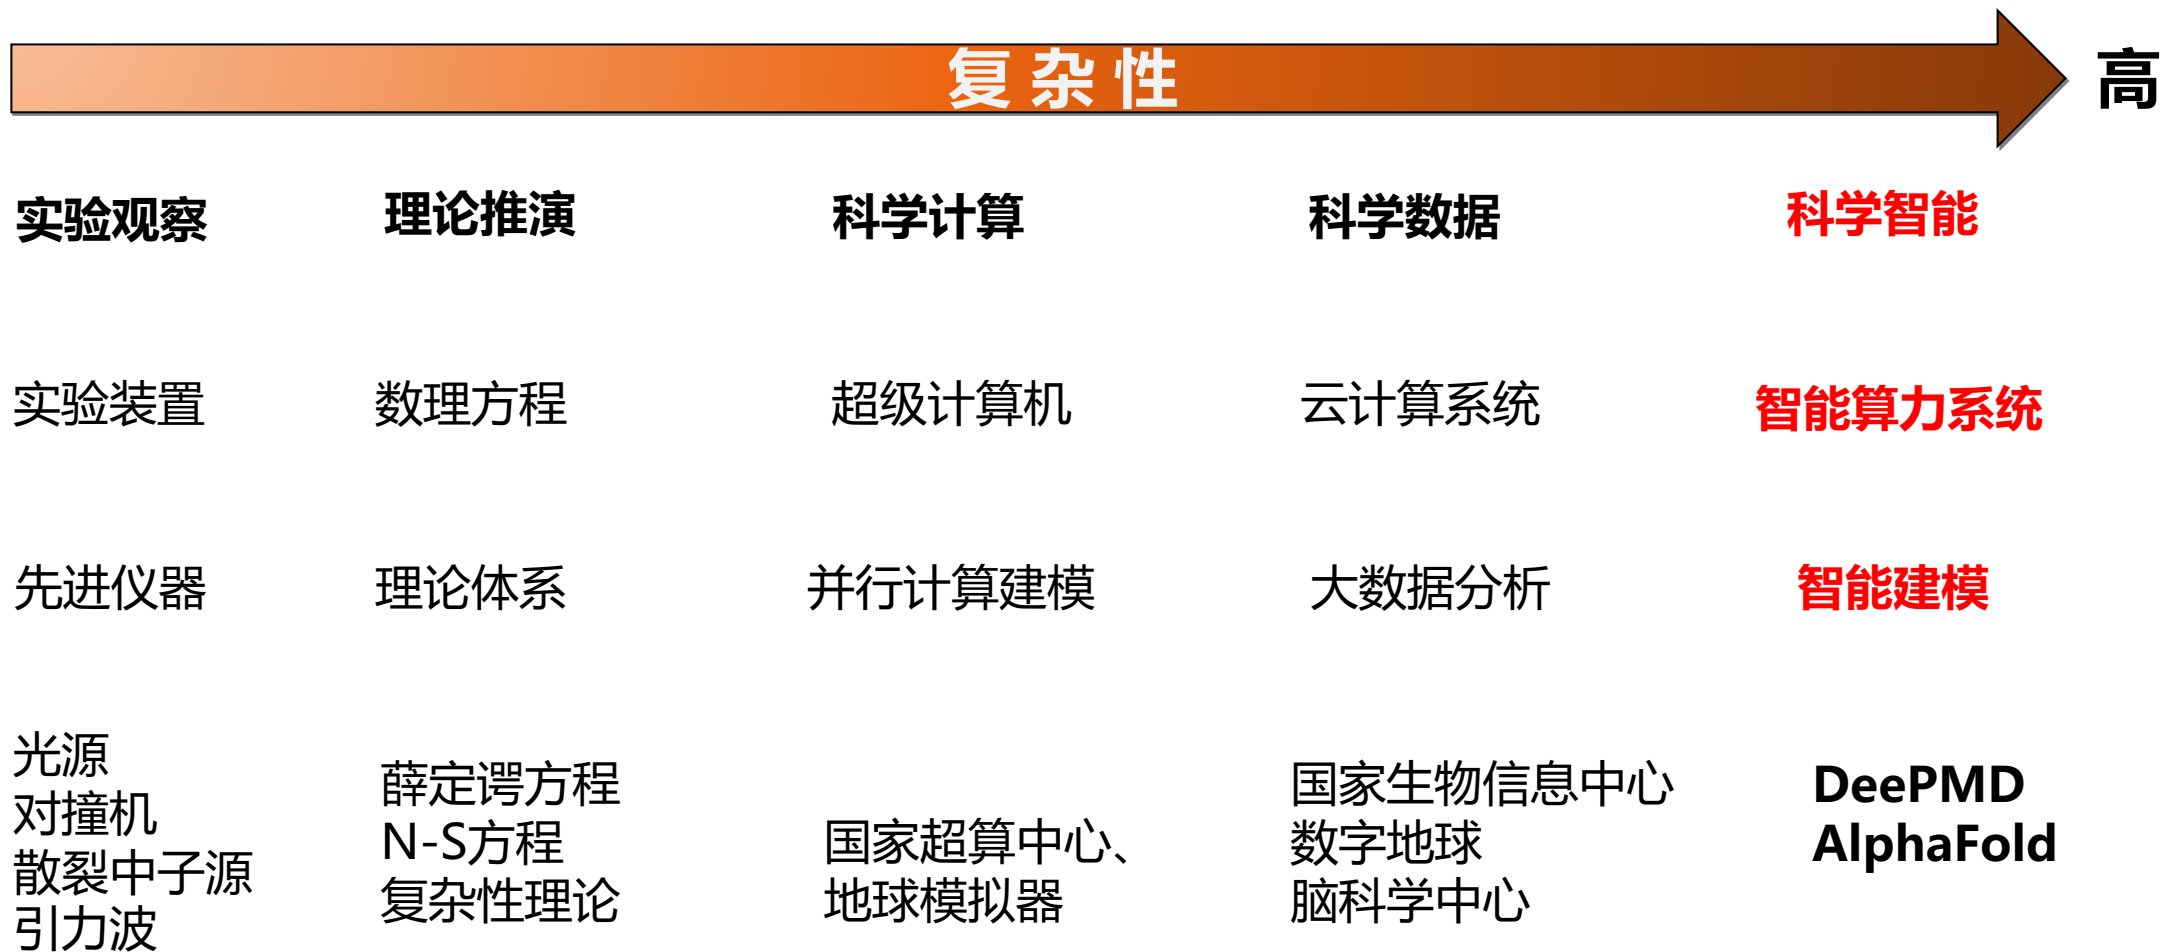 复杂性
高
实验观察
理论推演
科学计算
科学数据
科学智能
实验装置
数理方程
超级计算机
云计算系统
智能算力系统
先进仪器
理论体系
并行计算建模
大数据分析
智能建模
光源
对撞机
散裂中子源
引力波
薛定谔方程
N-S方程
复杂性理论
国家超算中心、
地球模拟器
国家生物信息中心
数字地球
脑科学中心
DeePMD
AlphaFold